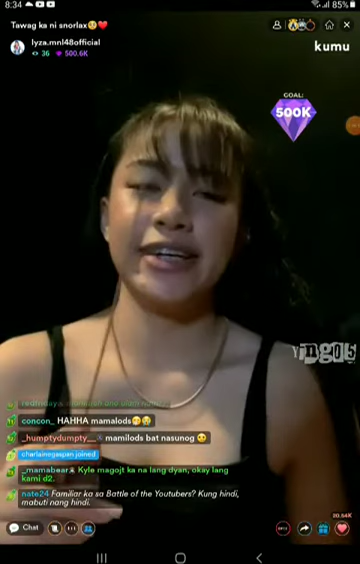 8:34
85%
Tawag ka ni snorlax🥺❤️
lyza.mnl48official
36 500.6K
kumu
GOAL:
500K
concon_ HAHHA mamalods
_humptydumpty__ mamilods bat nasunog
charlainegaspan joined
_mamabear Kyle magojt ka na lang dyan, okay lang
kami d2.
nate24 Familiar ka sa Battle of the Youtubers? Kung hindi,
mabuti nang hindi.
Chat
20.54K